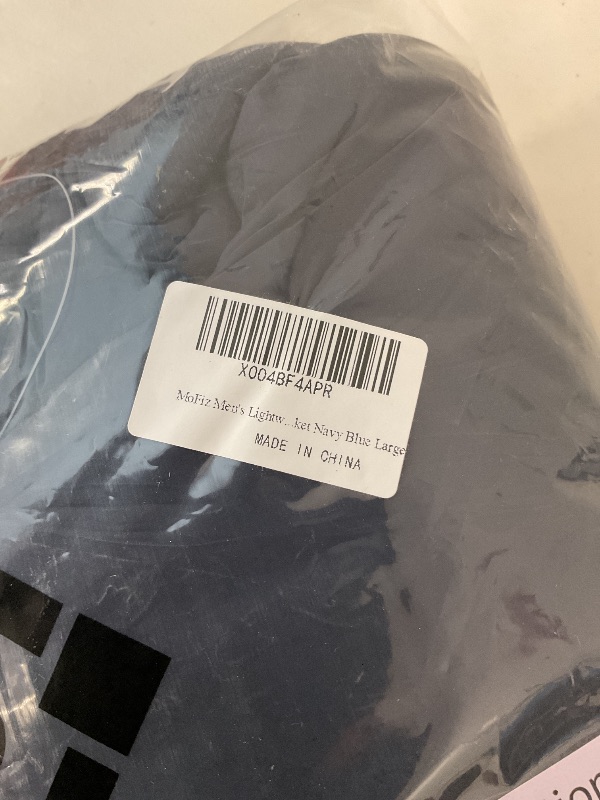 X004BF4APR
MoFiz Men's Lightw...ket Navy Blue Large
MADE IN CHINA